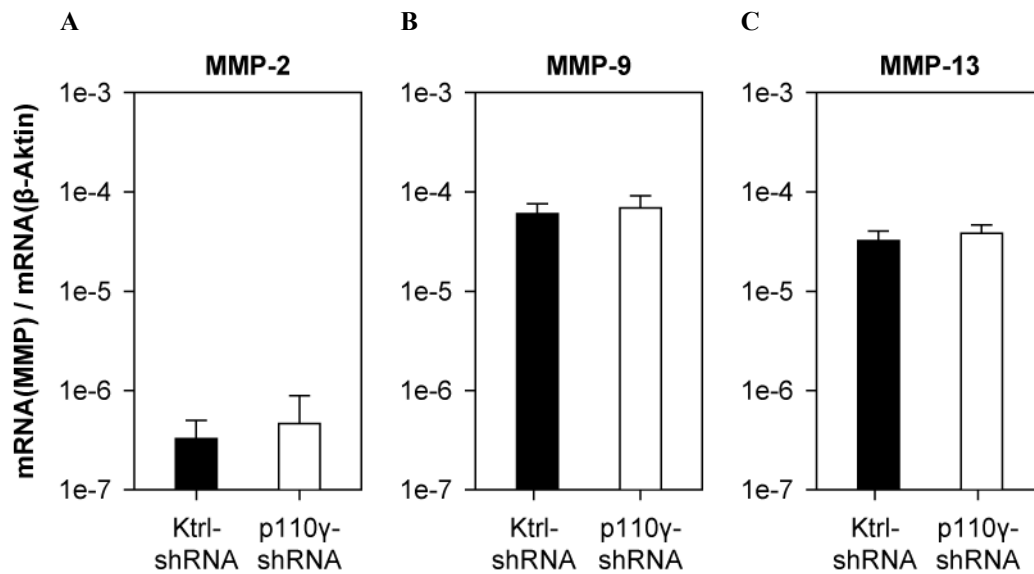 A
B
C
MMP-2
MMP-9
MMP-13
mRNA(MMP) / mRNA(β-Aktin)
1e-3
1e-4
1e-5
1e-6
1e-7
Ktrl-
shRNA
p110γ-
shRNA
1e-3
1e-4
1e-5
1e-6
1e-7
Ktrl-
shRNA
p110γ-
shRNA
1e-3
1e-4
1e-5
1e-6
1e-7
Ktrl-
shRNA
p110γ-
shRNA